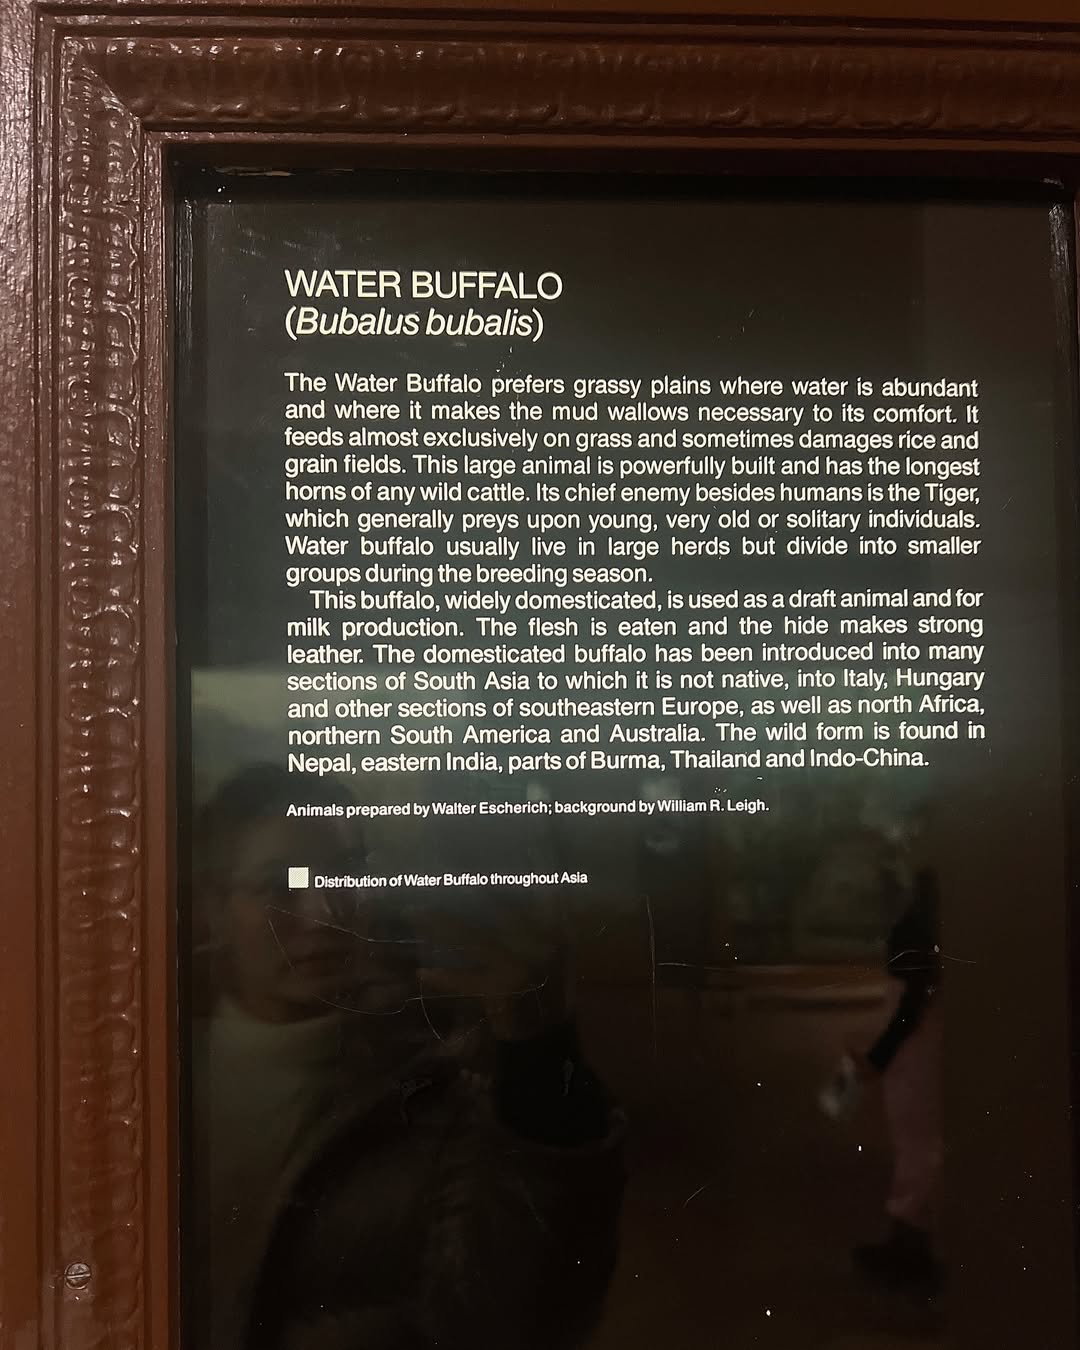 WATER BUFFALO
(Bubalus bubalis)
The Water Buffalo prefers grassy plains where water is abundant
and where it makes the mud wallows necessary to its comfort. It
feeds almost exclusively on grass and sometimes damages rice and
grain fields. This large animal is powerfully built and has the longest
horns of any wild cattle. Its chief enemy besides humans is the Tiger,
which generally preys upon young, very old or solitary individuals.
Water buffalo usually live in large herds but divide into smaller
groups during the breeding season.
This buffalo, widely domesticated, is used as a draft animal and for
milk production. The flesh is eaten and the hide makes strong
leather. The domesticated buffalo has been introduced into many
sections of South Asia to which it is not native, into Italy, Hungary
and other sections of southeastern Europe, as well as north Africa,
northern South America and Australia. The wild form is found in
Nepal, eastern India, parts of Burma, Thailand and Indo-China.
Animals prepared by Walter Escherich; background by William R. Leigh.
Distribution of Water Buffalo throughout Asia